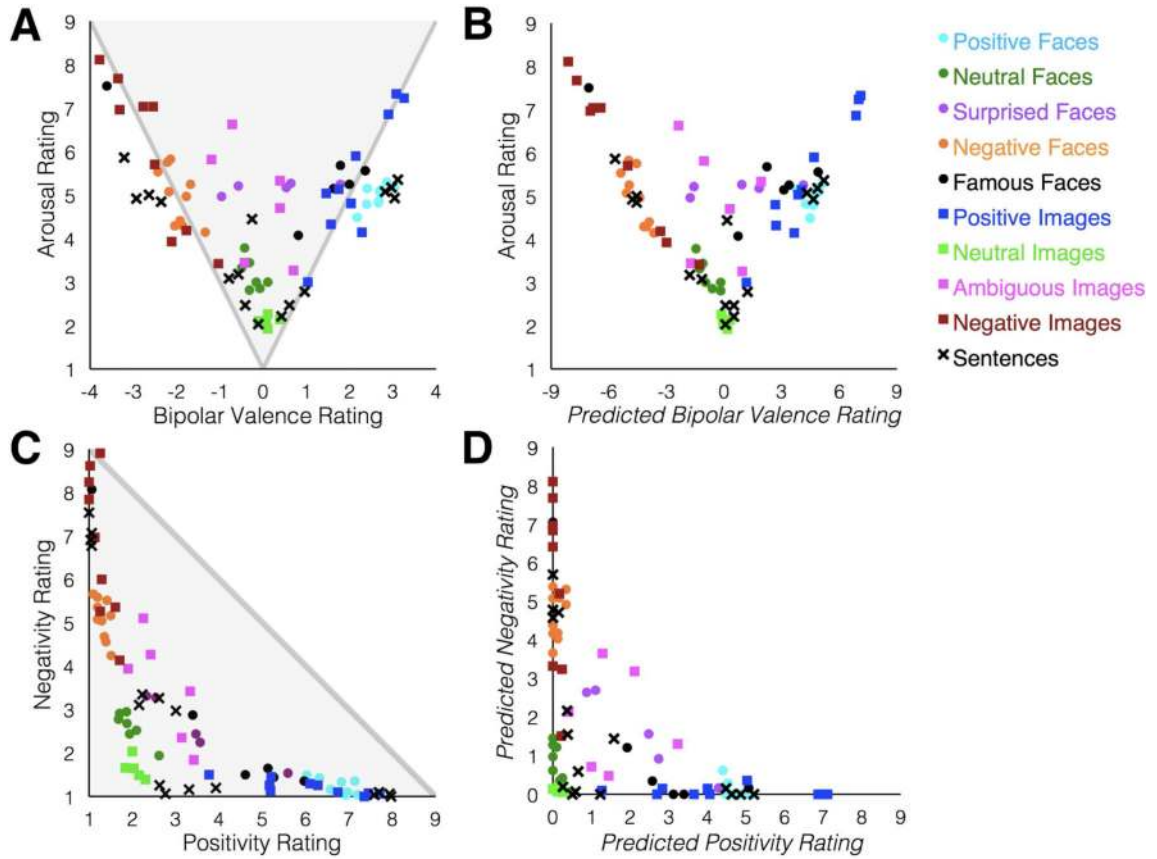 A
9
8
7
6
5
4
3
2
1
Arousal Rating
-4 -3 -2 -1 0 1 2 3 4
Bipolar Valence Rating
B
9
8
7
6
5
4
3
2
1
Arousal Rating
-9 -6 -3 0 3 6 9
Predicted Bipolar Valence Rating
Positive Faces
Neutral Faces
Surprised Faces
Negative Faces
Famous Faces
Positive Images
Neutral Images
Ambiguous Images
Negative Images
Sentences
C
9
8
7
6
5
4
3
2
1
Negativity Rating
1 2 3 4 5 6 7 8 9
Positivity Rating
D
9
8
7
6
5
4
3
2
1
0
Predicted Negativity Rating
0 1 2 3 4 5 6 7 8 9
Predicted Positivity Rating